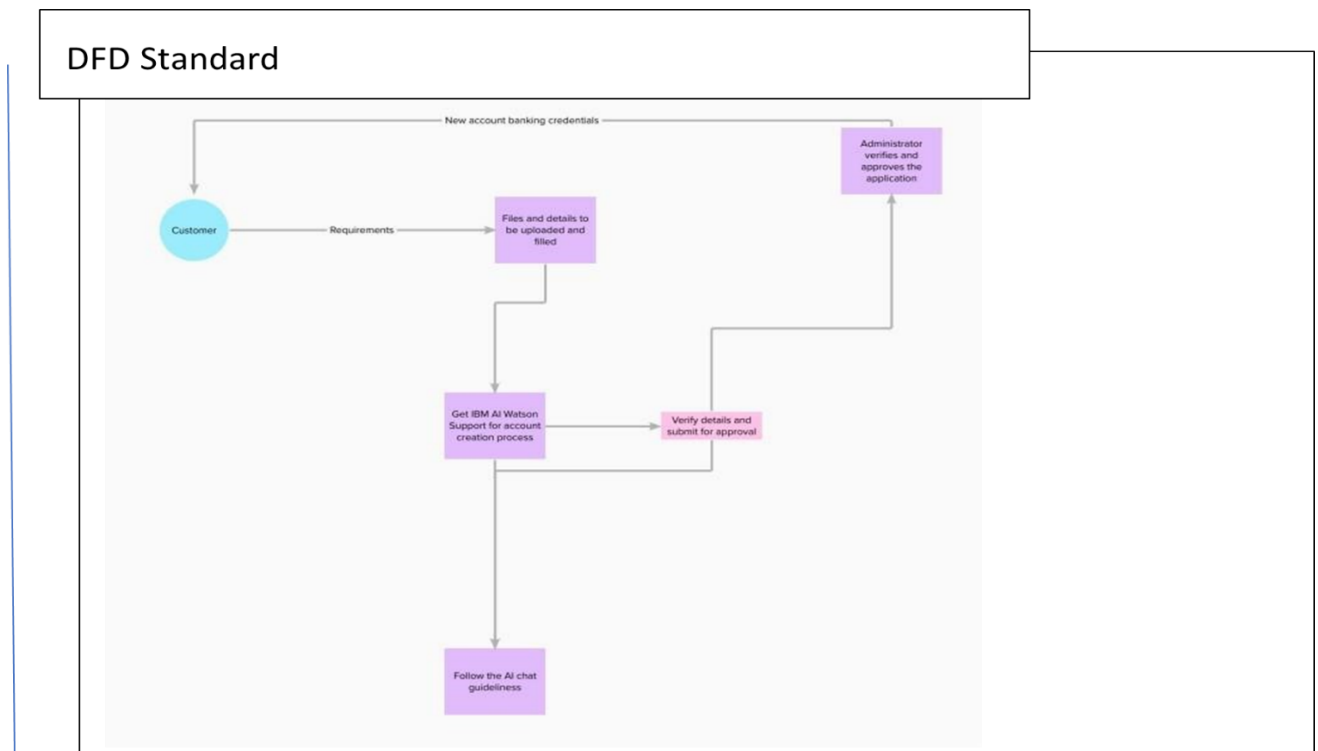 DFD Standard
New account banking credentials
Administrator
verifies and
approves the
application
Customer
Requirements
Files and details to
be uploaded and
filled
Get IBM AI Watson
Support for account
creation process
Verify details and
submit for approval
Follow the AI chat
guideliness